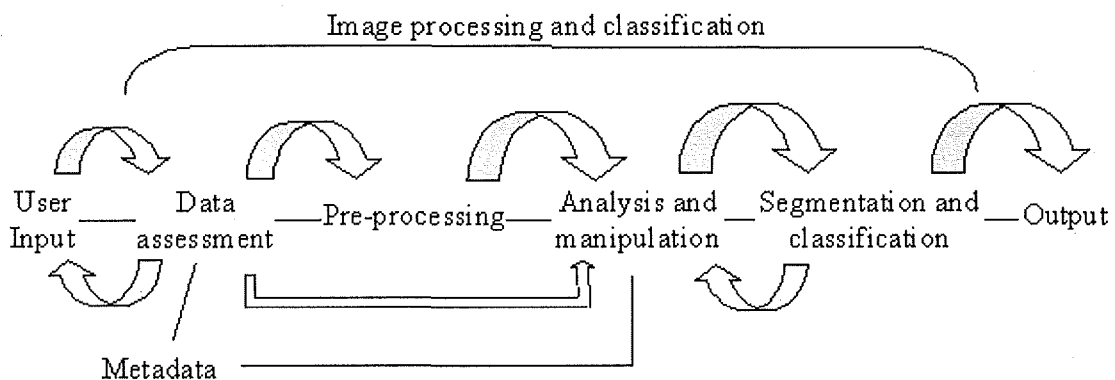 Image processing and classification
User
Input
Data
assessment
Pre-processing
Analysis and
manipulation
Segmentation and
classification
Output
Metadata